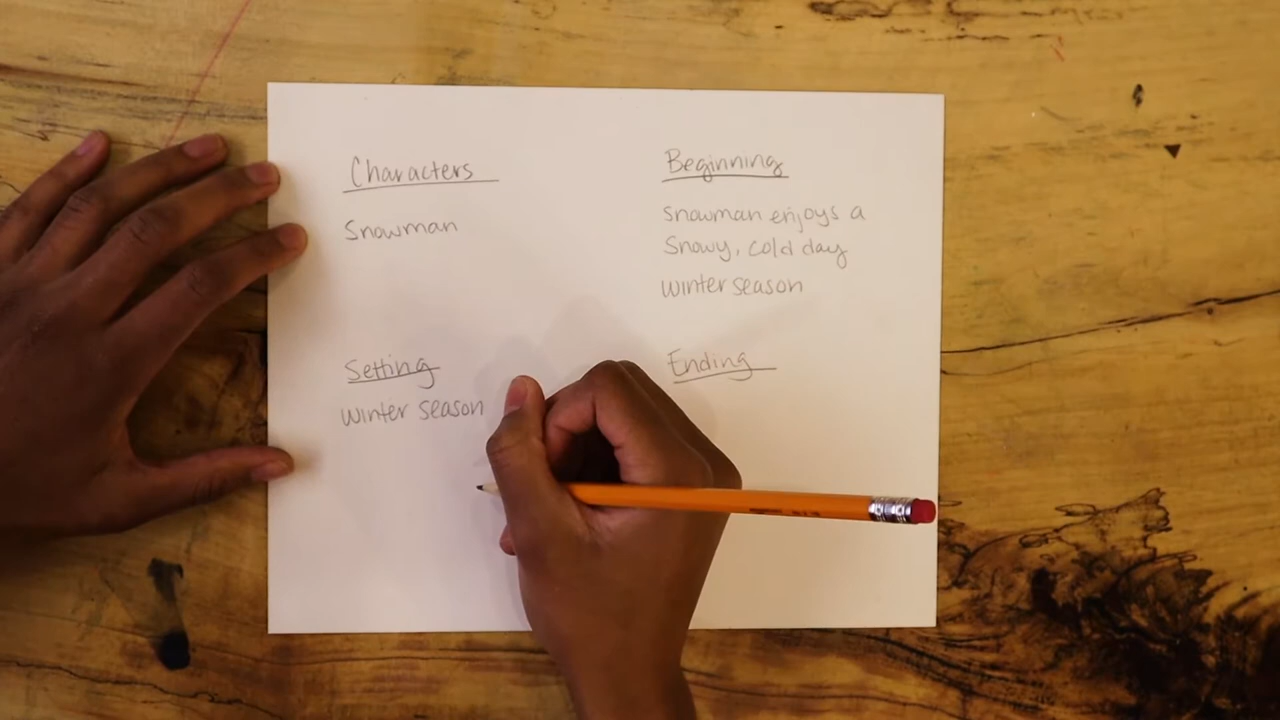 Characters
Snowman
Setting
winter season
Beginning
snowman enjoys a
snowy, cold day
winter season
Ending